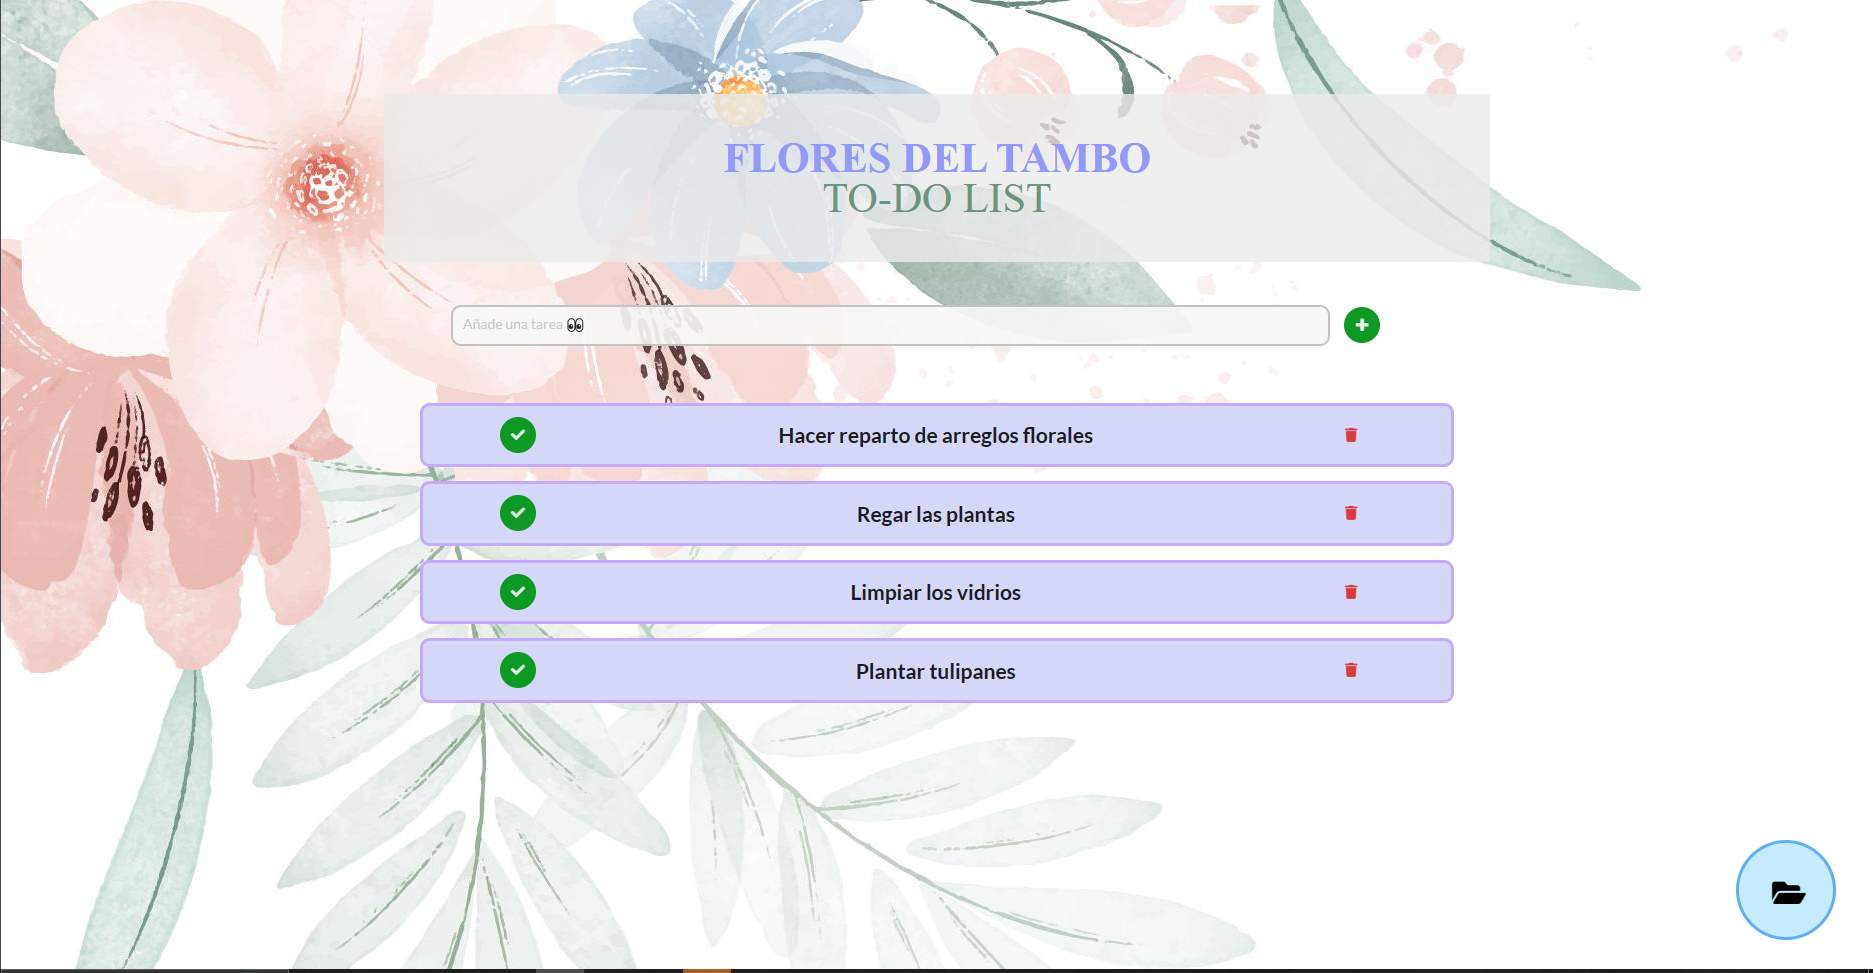 FLORES DEL TAMBO
TO-DO LIST
Añade una tarea 👀
Hacer reparto de arreglos florales
Regar las plantas
Limpiar los vidrios
Plantar tulipanes